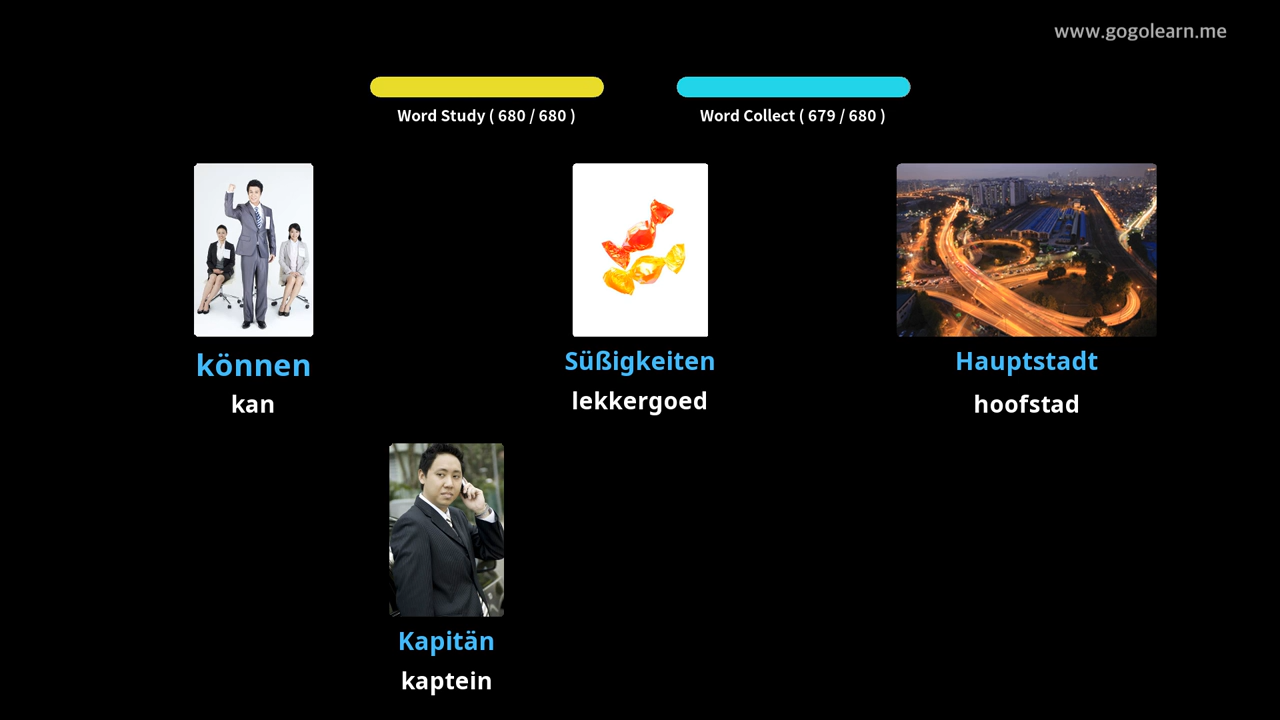 www.gogolearn.me
Word Study ( 680 / 680 )
Word Collect ( 679 / 680 )
können
kan
Süßigkeiten
lekkergoed
Hauptstadt
hoofstad
Kapitän
kaptein